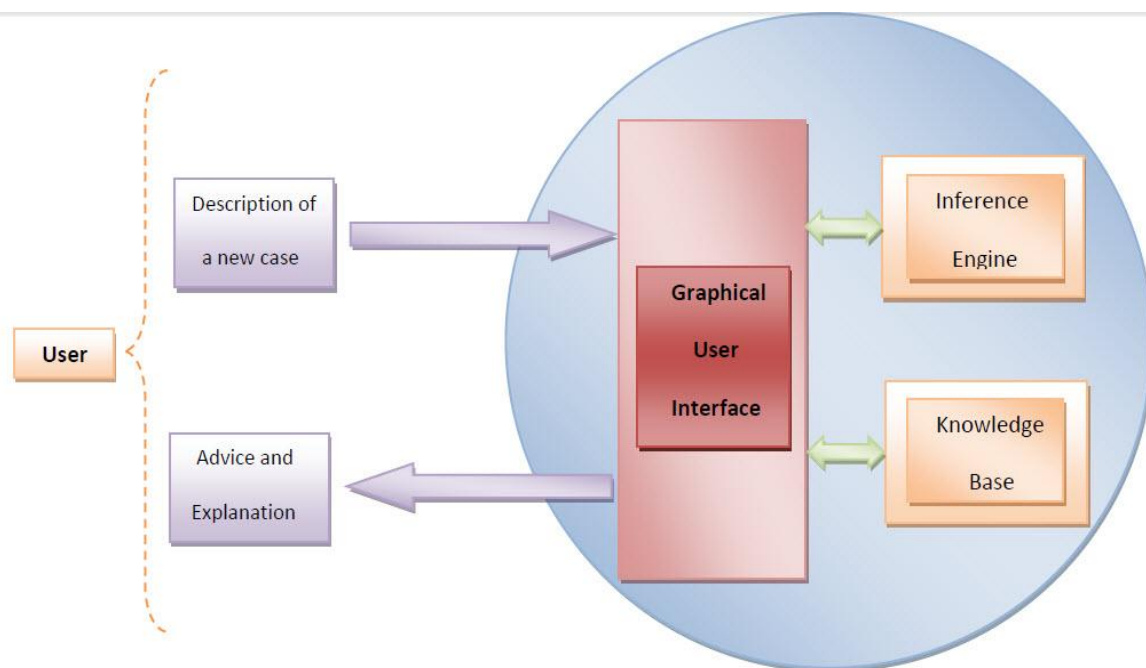 User
Description of
a new case
Advice and
Explanation
Graphical
User
Interface
Inference
Engine
Knowledge
Base